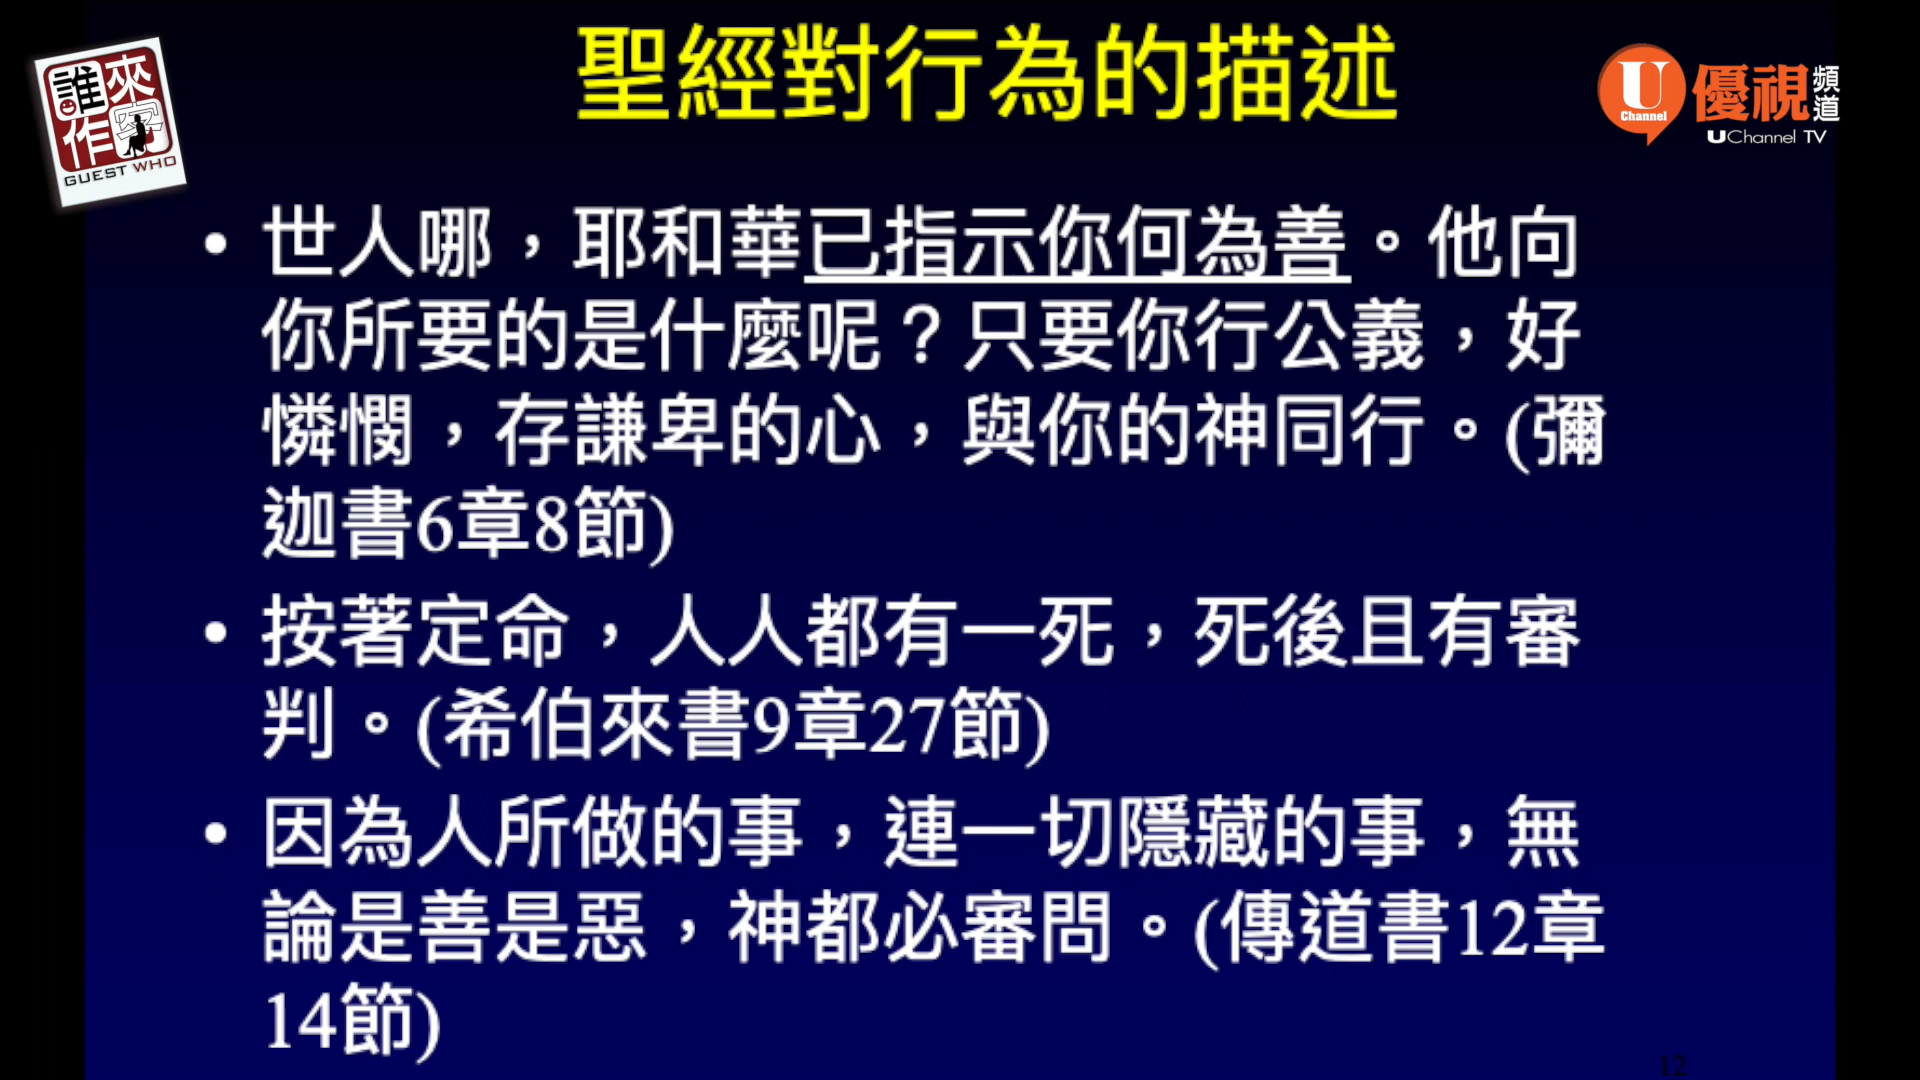 聖經對行為的描述
誰來
作客
GUEST WHO
U
Channel
優視頻道
UChannel TV
• 世人哪，耶和華已指示你何為善。他向
你所要的是什麼呢？只要你行公義，好
憐憫，存謙卑的心，與你的神同行。(彌
迦書6章8節)
• 按著定命，人人都有一死，死後且有審
判。(希伯來書9章27節)
• 因為人所做的事，連一切隱藏的事，無
論是善是惡，神都必審問。(傳道書12章
14節)
12